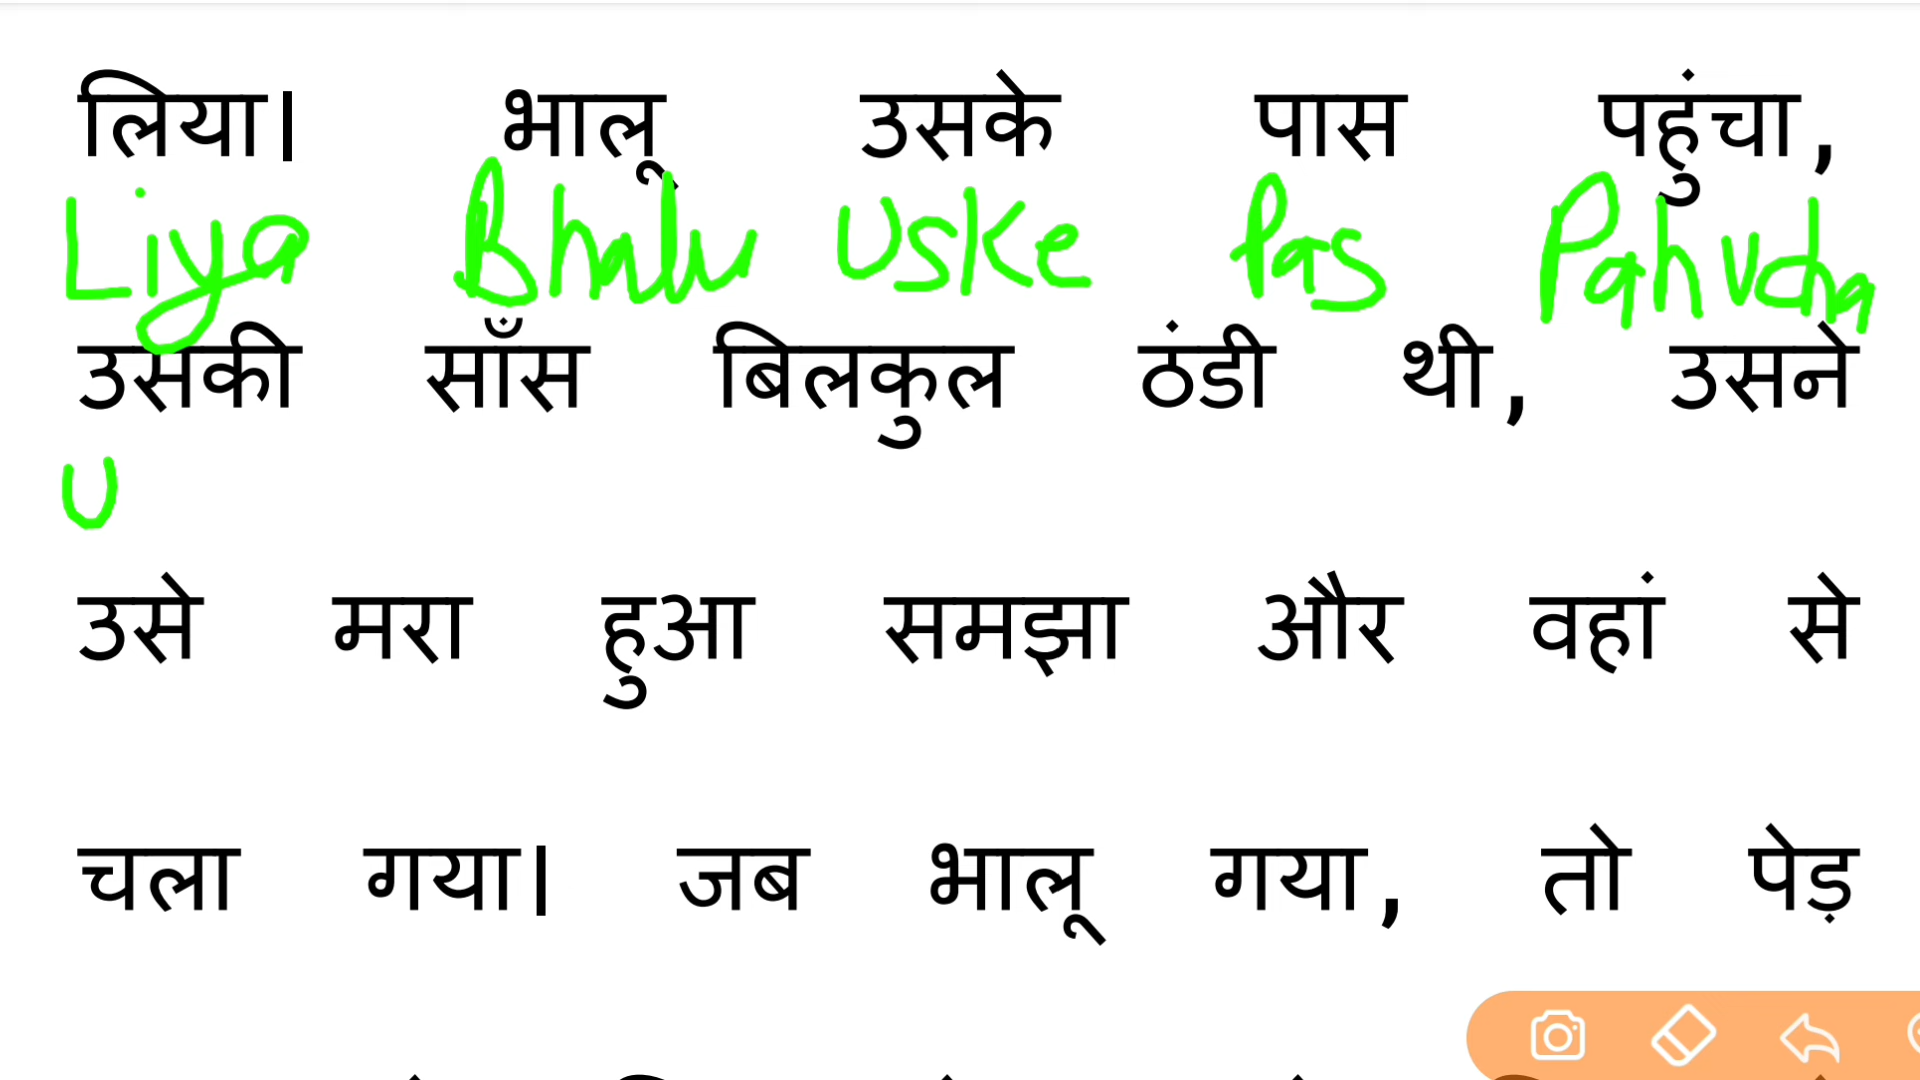 लिया। भालू उसके पास पहुंचा,
Liya Bhalu Uske Pas Pahucha
उसकी साँस बिलकुल ठंडी थी, उसने
U
उसे मरा हुआ समझा और वहां से
चला गया। जब भालू गया, तो पेड़